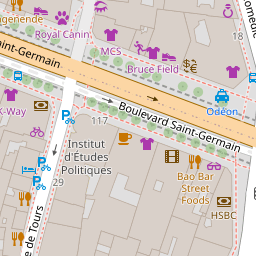 ngenende
Royal Canin
MCS
Bruce Field
18
Saint-Germain
Odéon
K-Way
117
Boulevard Saint-Germain
Institut
d'Études
Politiques
29
Bao Bar
Street
Foods
HSBC
e de Tours